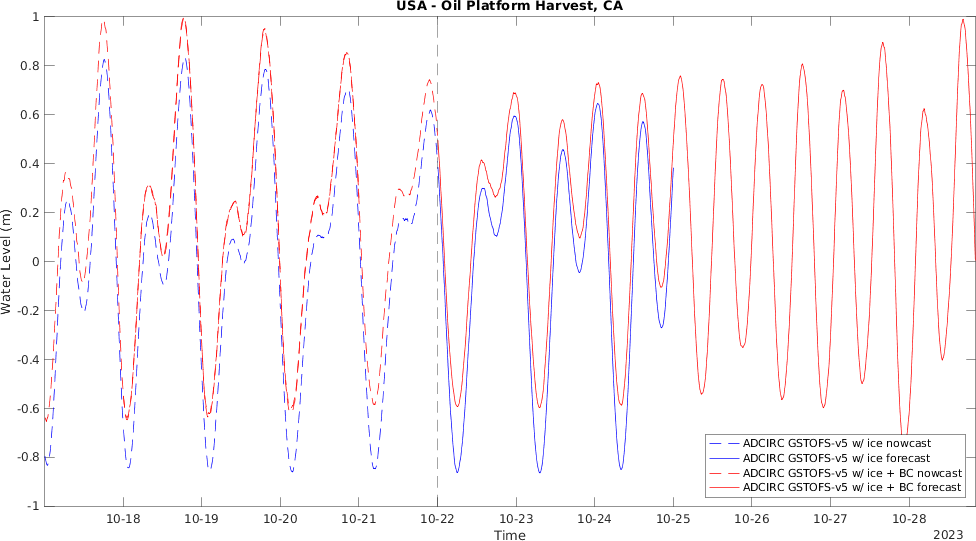 USA - Oil Platform Harvest, CA
1
0.8
0.6
0.4
0.2
0
-0.2
-0.4
-0.6
-0.8
-1
Water Level (m)
ADCIRC GSTOFS-v5 w/ ice nowcast
ADCIRC GSTOFS-v5 w/ ice forecast
ADCIRC GSTOFS-v5 w/ ice + BC nowcast
ADCIRC GSTOFS-v5 w/ ice + BC forecast
10-18 10-19 10-20 10-21 10-22 10-23 10-24 10-25 10-26 10-27 10-28
Time
2023